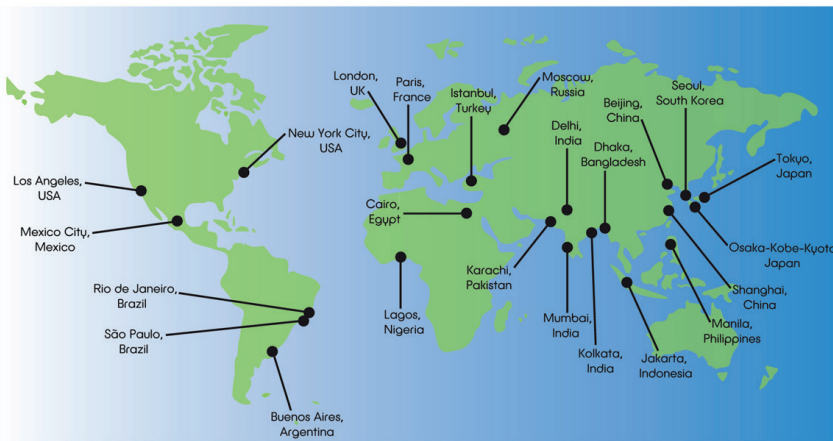 London,
UK
Paris,
France
Istanbul,
Turkey
Moscow,
Russia
Seoul,
South Korea
Beijing,
China
New York City,
USA
Delhi,
India
Dhaka,
Bangladesh
Tokyo,
Japan
Los Angeles,
USA
Cairo,
Egypt
Mexico City,
Mexico
Osaka-Kobe-Kyoto
Japan
Karachi,
Pakistan
Rio de Janeiro,
Brazil
Shanghai,
China
Lagos,
Nigeria
Mumbai,
India
Manila,
Philippines
São Paulo,
Brazil
Kolkata,
India
Jakarta,
Indonesia
Buenos Aires,
Argentina